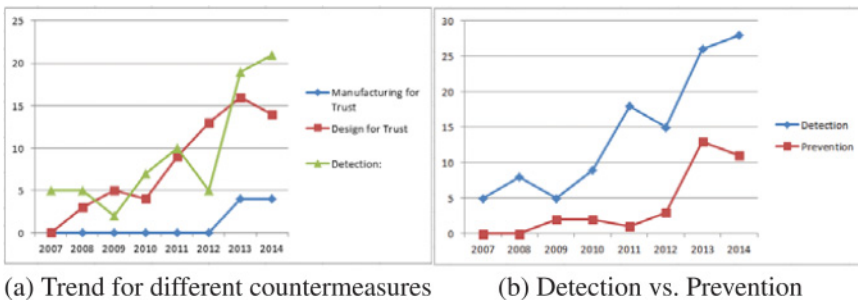 25
20
15
10
5
0
2007 2008 2009 2010 2011 2012 2013 2014
Manufacturing for
Trust
Design for Trust
Detection:
(a) Trend for different countermeasures
30
25
20
15
10
5
0
2007 2008 2009 2010 2011 2012 2013 2014
Detection
Prevention
(b) Detection vs. Prevention